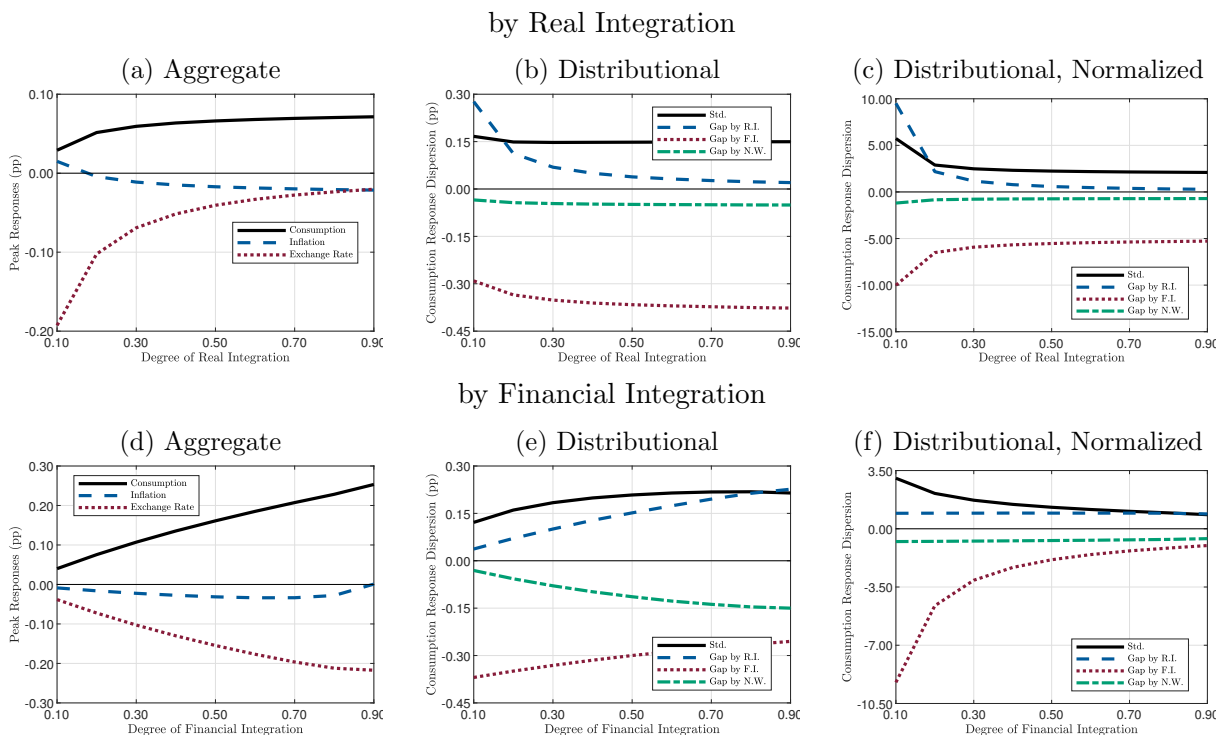 by Real Integration
(a) Aggregate
Peak Responses (pp)
0.10
0.00
-0.10
-0.20
Consumption
Inflation
Exchange Rate
0.10 0.30 0.50 0.70 0.90
Degree of Real Integration
(b) Distributional
Consumption Response Dispersion (pp)
0.30
0.15
0.00
-0.15
-0.30
-0.45
Std.
Gap by R.I.
Gap by F.I.
Gap by N.W.
0.10 0.30 0.50 0.70 0.90
Degree of Real Integration
(c) Distributional, Normalized
Consumption Response Dispersion
10.00
5.00
0.00
-5.00
-10.00
-15.00
Std.
Gap by R.I.
Gap by F.I.
Gap by N.W.
0.10 0.30 0.50 0.70 0.90
Degree of Real Integration
by Financial Integration
(d) Aggregate
Peak Responses (pp)
0.30
0.20
0.10
0.00
-0.10
-0.20
-0.30
Consumption
Inflation
Exchange Rate
0.10 0.30 0.50 0.70 0.90
Degree of Financial Integration
(e) Distributional
Consumption Response Dispersion (pp)
0.30
0.15
0.00
-0.15
-0.30
-0.45
Std.
Gap by R.I.
Gap by F.I.
Gap by N.W.
0.10 0.30 0.50 0.70 0.90
Degree of Financial Integration
(f) Distributional, Normalized
Consumption Response Dispersion
3.50
0.00
-3.50
-7.00
-10.50
Std.
Gap by R.I.
Gap by F.I.
Gap by N.W.
0.10 0.30 0.50 0.70 0.90
Degree of Financial Integration